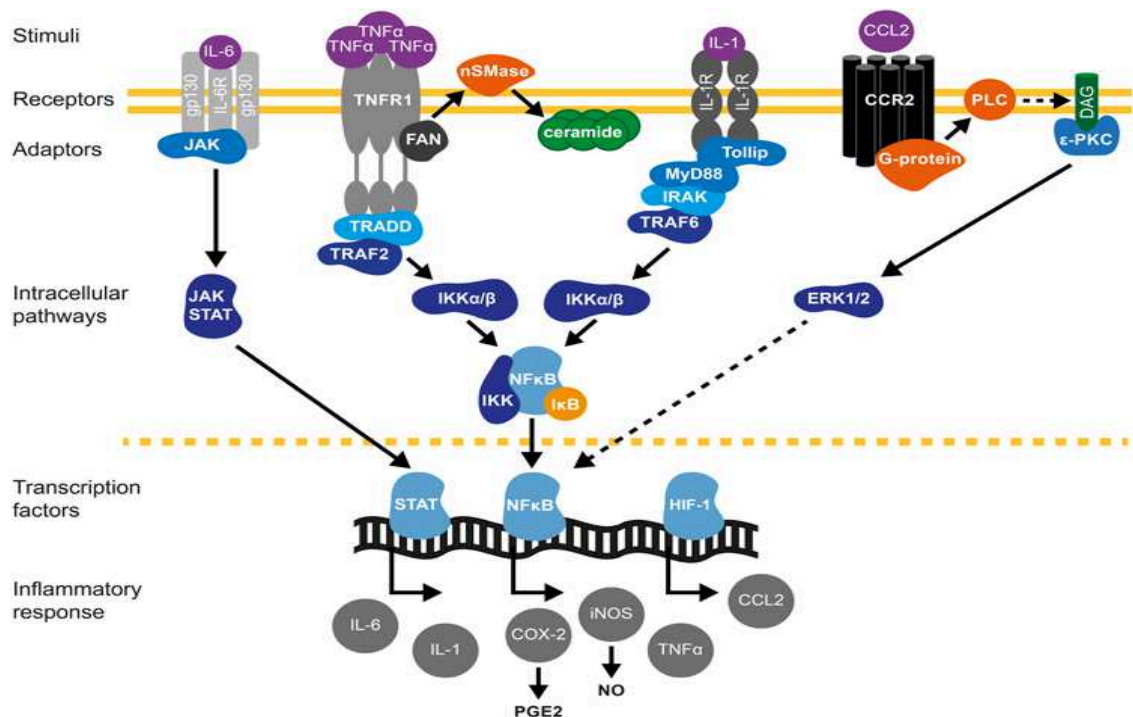 Stimuli
IL-6
TNFα
TNFα TNFα
IL-1
CCL2
Receptors
gp130
IL-6R
gp130
TNFR1
nSMase
IL-1R
IL-1R
CCR2
PLC
DAG
Adaptors
JAK
FAN
ceramide
Tollip
MyD88
IRAK
TRAF6
G-protein
ε-PKC
TRADD
TRAF2
Intracellular
pathways
JAK
STAT
IKKα/β
IKKα/β
ERK1/2
NFκB
IKK
IκB
Transcription
factors
STAT
NFκB
HIF-1
Inflammatory
response
IL-6
IL-1
COX-2
iNOS
TNFα
CCL2
PGE2
NO